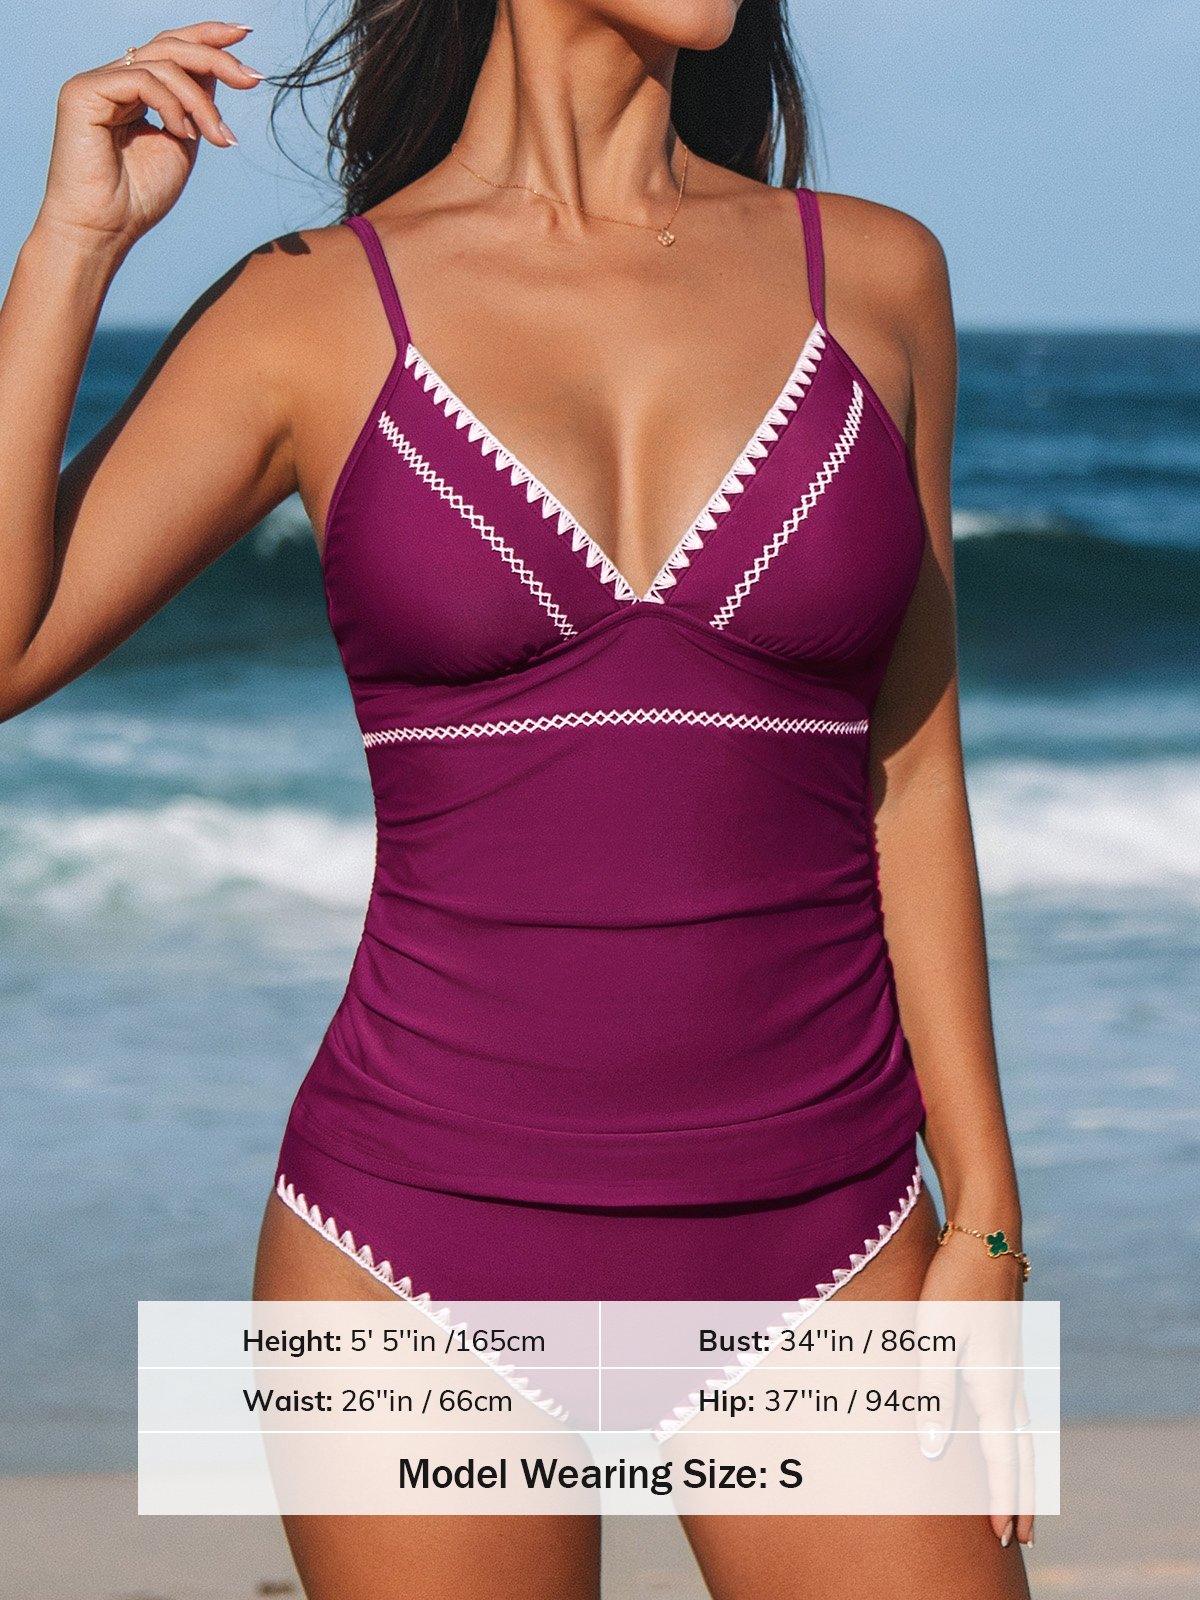 Height: 5' 5''in /165cm
Bust: 34''in / 86cm
Waist: 26''in / 66cm
Hip: 37''in / 94cm
Model Wearing Size: S